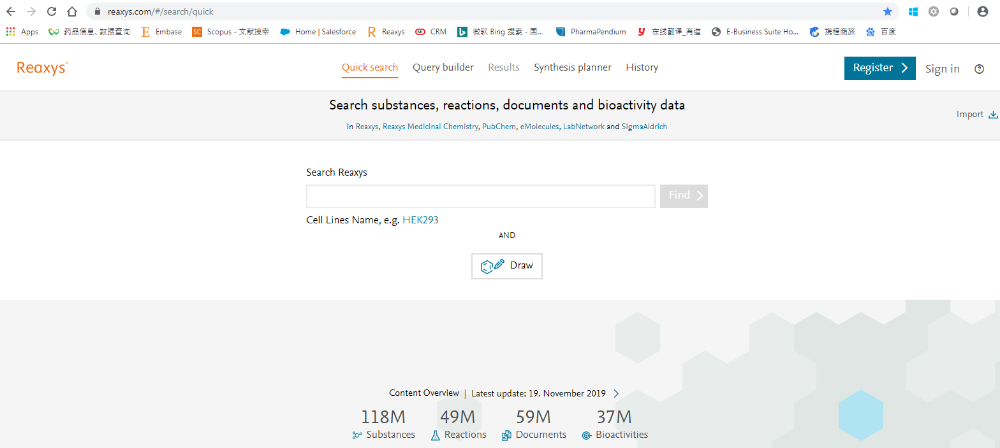 reaxys.com/#/search/quick
Apps 药品信息、数据查询 Embase SC Scopus - 文献搜索 Home | Salesforce Reaxys CRM 微软 Bing 搜索 - 国... PharmaPendium 在线翻译_有道 E-Business Suite Ho... 携程商旅 百度
Reaxys® Quick search Query builder Results Synthesis planner History Register Sign in
Search substances, reactions, documents and bioactivity data
in Reaxys, Reaxys Medicinal Chemistry, PubChem, eMolecules, LabNetwork and SigmaAldrich
Import
Search Reaxys
Find
Cell Lines Name, e.g. HEK293
AND
Draw
Content Overview | Latest update: 19. November 2019
118M 49M 59M 37M
Substances Reactions Documents Bioactivities